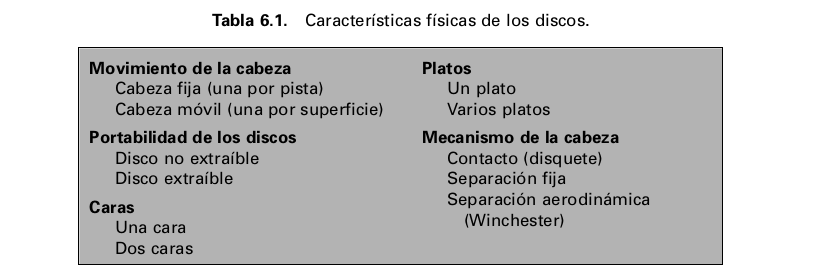 Tabla 6.1. Características físicas de los discos.
Movimiento de la cabeza
Cabeza fija (una por pista)
Cabeza móvil (una por superficie)
Portabilidad de los discos
Disco no extraíble
Disco extraíble
Caras
Una cara
Dos caras
Platos
Un plato
Varios platos
Mecanismo de la cabeza
Contacto (disquete)
Separación fija
Separación aerodinámica
(Winchester)